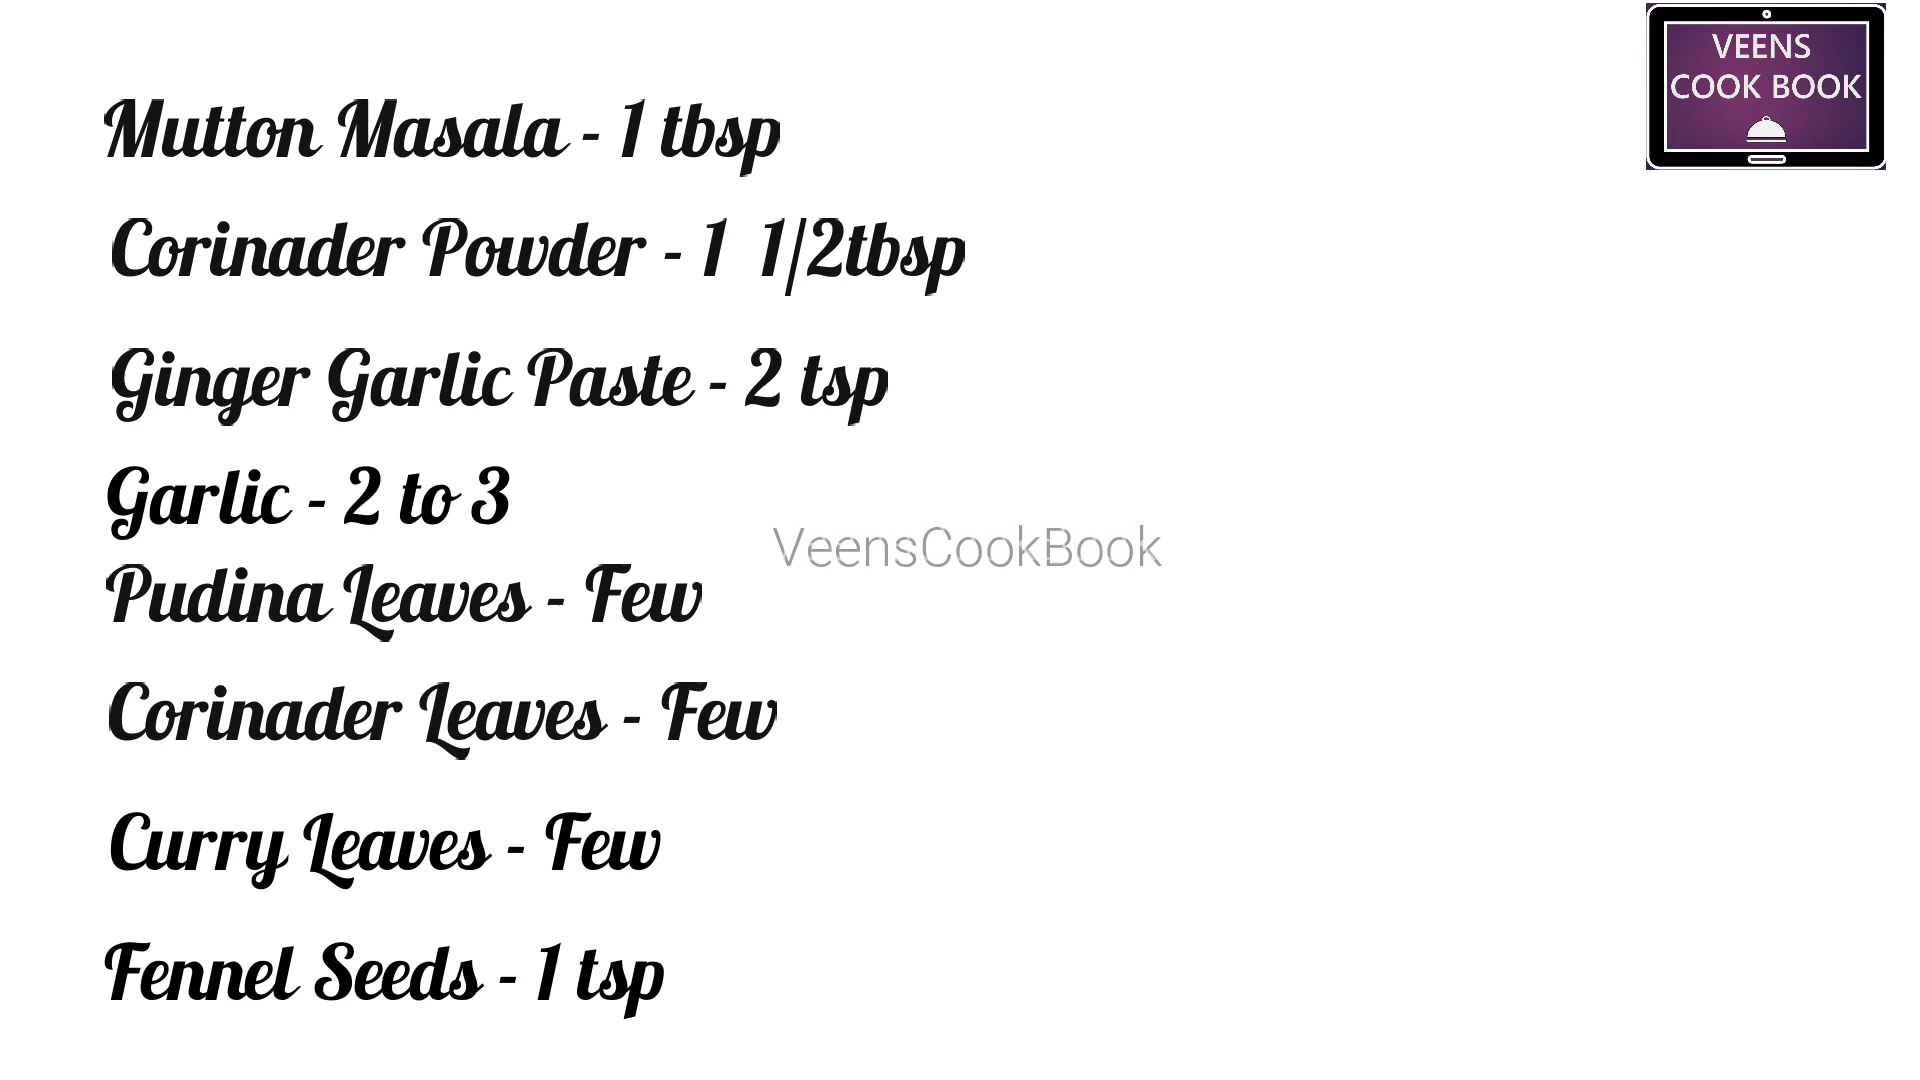 VEENS
COOK BOOK
Mutton Masala - 1 tbsp
Corinader Powder - 1  1/2tbsp
Ginger Garlic Paste - 2 tsp
Garlic - 2 to 3
VeensCookBook
Pudina Leaves - Few
Corinader Leaves - Few
Curry Leaves - Few
Fennel Seeds - 1 tsp